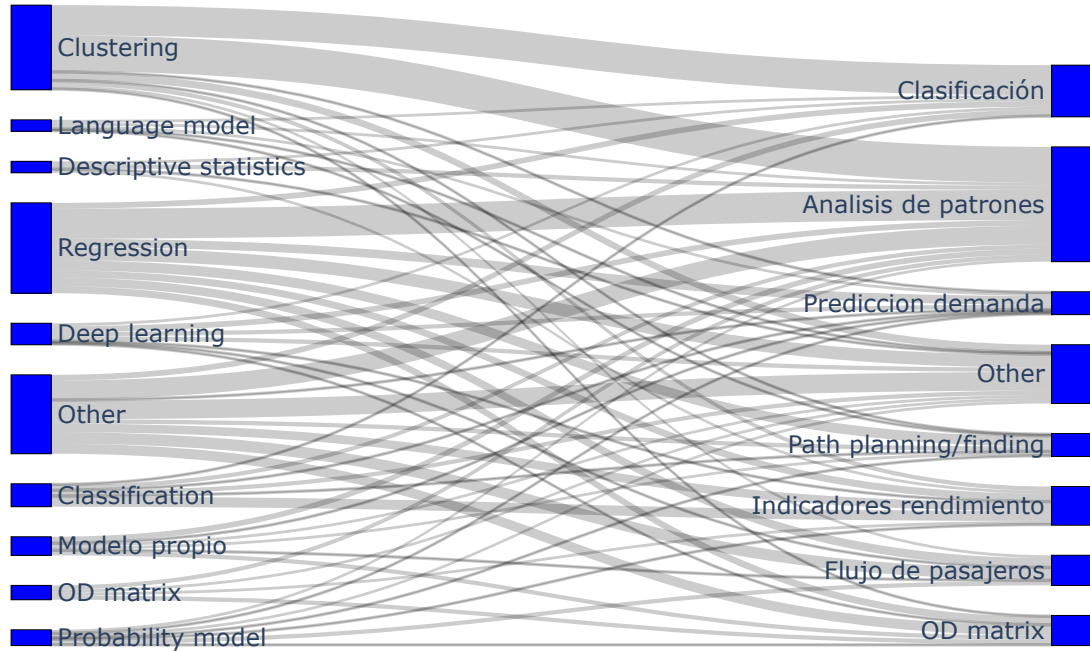 Clustering
Language model
Descriptive statistics
Regression
Deep learning
Other
Classification
Modelo propio
OD matrix
Probability model
Clasificación
Analisis de patrones
Prediccion demanda
Other
Path planning/finding
Indicadores rendimiento
Flujo de pasajeros
OD matrix